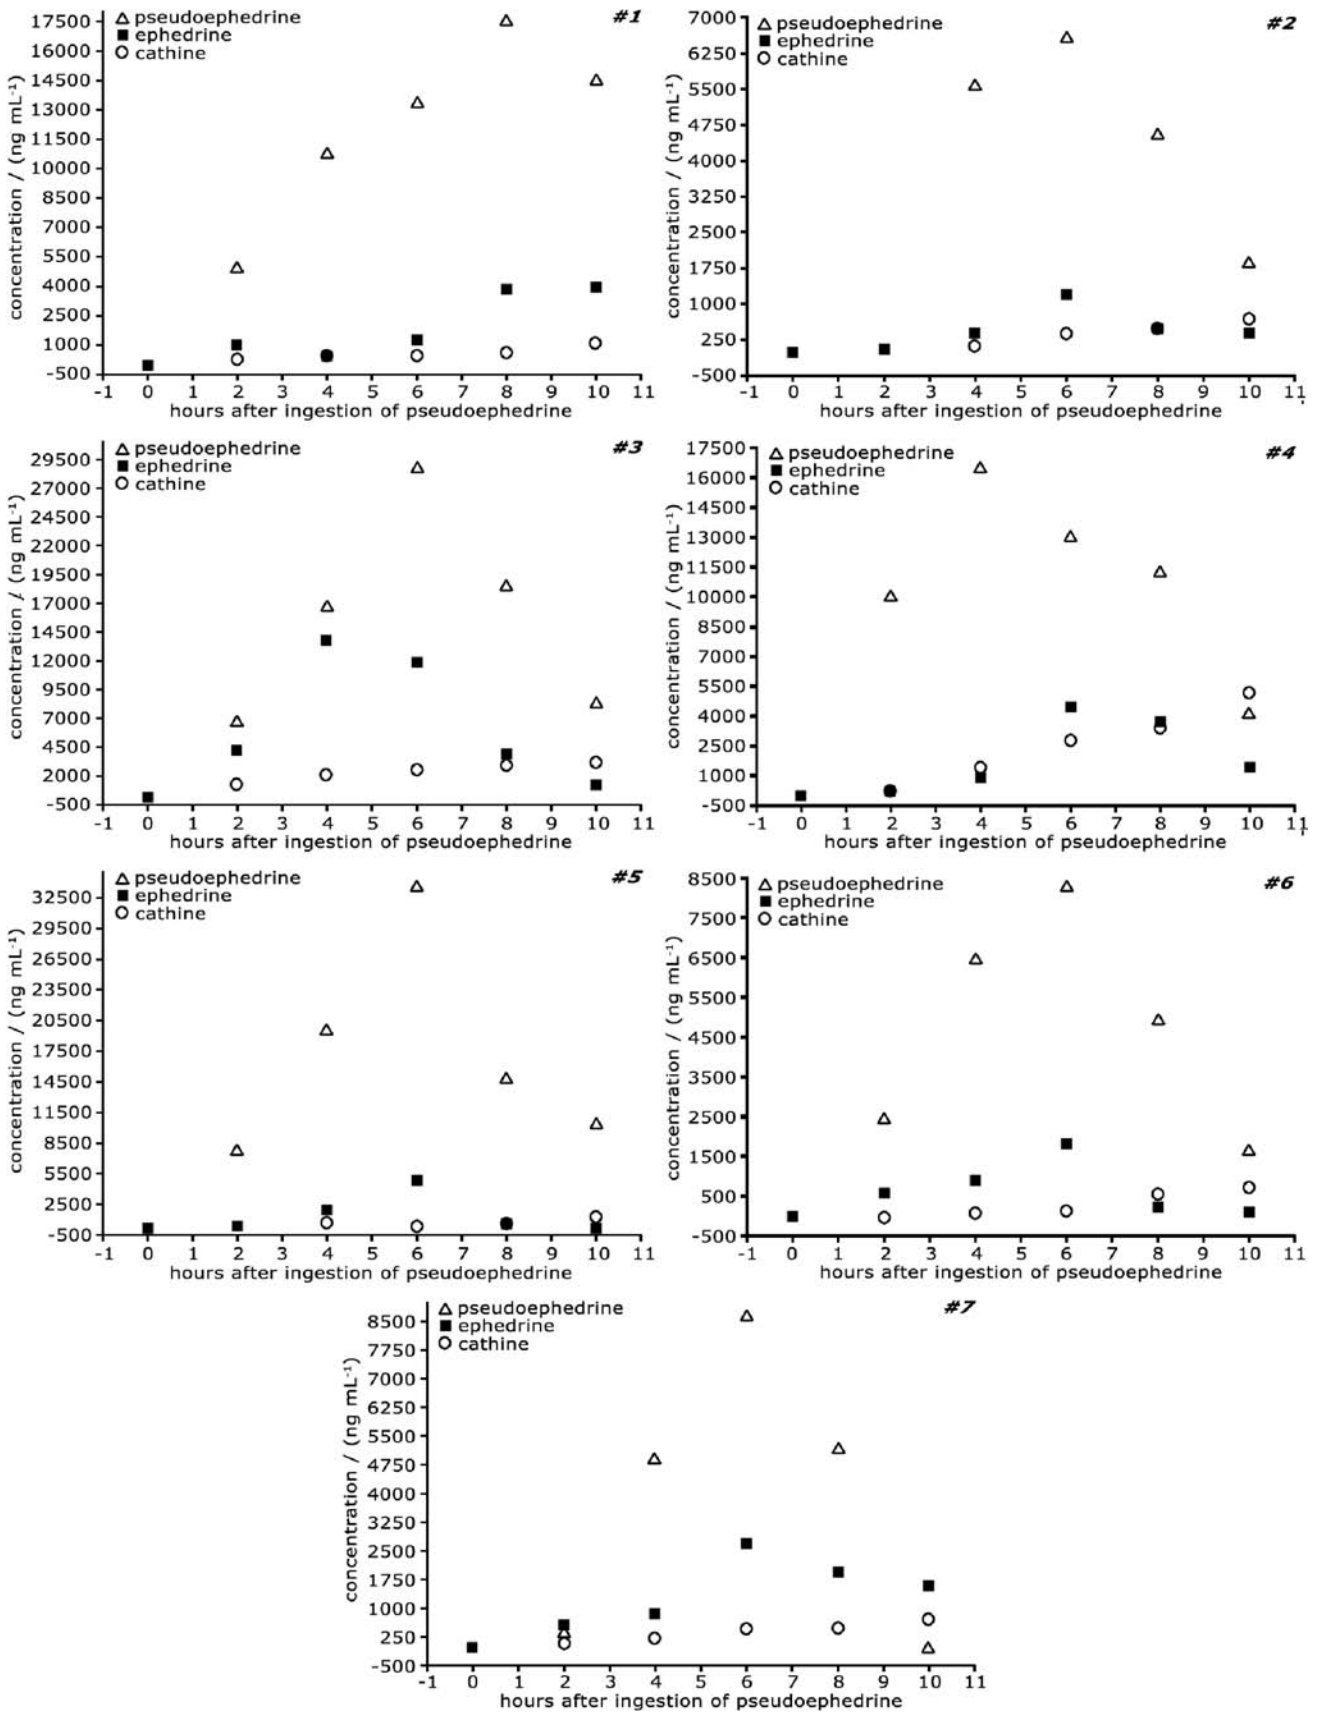 #1
pseudoephedrine
ephedrine
cathine
concentration / (ng mL⁻¹)
17500
16000
14500
13000
11500
10000
8500
7000
5500
4000
2500
1000
-500
-1 0 1 2 3 4 5 6 7 8 9 10 11
hours after ingestion of pseudoephedrine
#2
pseudoephedrine
ephedrine
cathine
concentration / (ng mL⁻¹)
7000
6250
5500
4750
4000
3250
2500
1750
1000
250
-500
-1 0 1 2 3 4 5 6 7 8 9 10 11
hours after ingestion of pseudoephedrine
#3
pseudoephedrine
ephedrine
cathine
concentration / (ng mL⁻¹)
29500
27000
24500
22000
19500
17000
14500
12000
9500
7000
4500
2000
-500
-1 0 1 2 3 4 5 6 7 8 9 10 11
hours after ingestion of pseudoephedrine
#4
pseudoephedrine
ephedrine
cathine
concentration / (ng mL⁻¹)
17500
16000
14500
13000
11500
10000
8500
7000
5500
4000
2500
1000
-500
-1 0 1 2 3 4 5 6 7 8 9 10 11
hours after ingestion of pseudoephedrine
#5
pseudoephedrine
ephedrine
cathine
concentration / (ng mL⁻¹)
32500
29500
26500
23500
20500
17500
14500
11500
8500
5500
2500
-500
-1 0 1 2 3 4 5 6 7 8 9 10 11
hours after ingestion of pseudoephedrine
#6
pseudoephedrine
ephedrine
cathine
concentration / (ng mL⁻¹)
8500
7500
6500
5500
4500
3500
2500
1500
500
-500
-1 0 1 2 3 4 5 6 7 8 9 10 11
hours after ingestion of pseudoephedrine
#7
pseudoephedrine
ephedrine
cathine
concentration / (ng mL⁻¹)
8500
7750
7000
6250
5500
4750
4000
3250
2500
1750
1000
250
-500
-1 0 1 2 3 4 5 6 7 8 9 10 11
hours after ingestion of pseudoephedrine